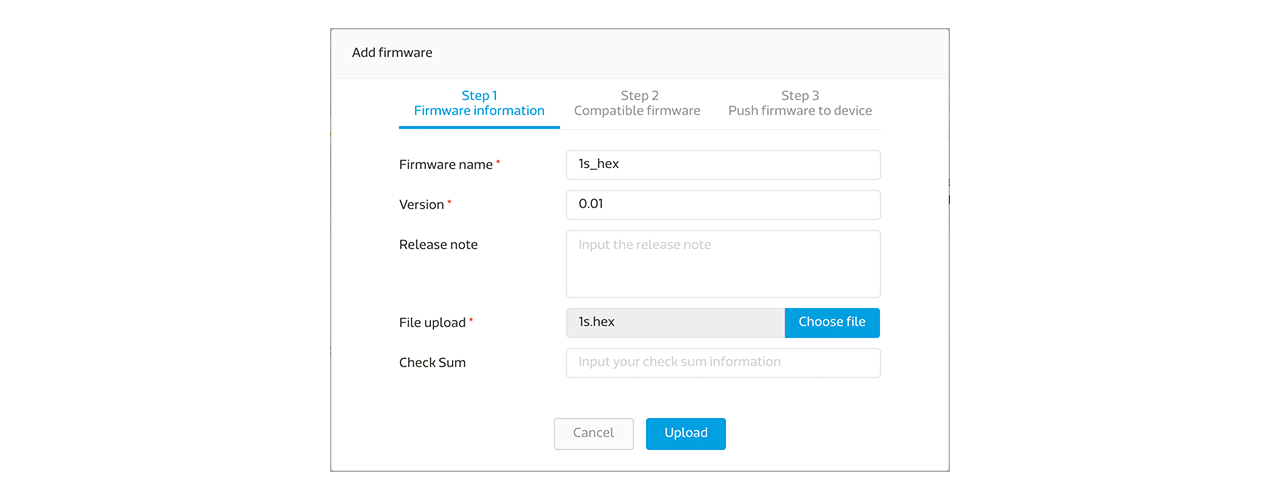 Add firmware
Step 1 Step 2 Step 3
Firmware information Compatible firmware Push firmware to device
Firmware name * 1s_hex
Version * 0.01
Release note Input the release note
File upload * 1s.hex Choose file
Check Sum Input your check sum information
Cancel Upload